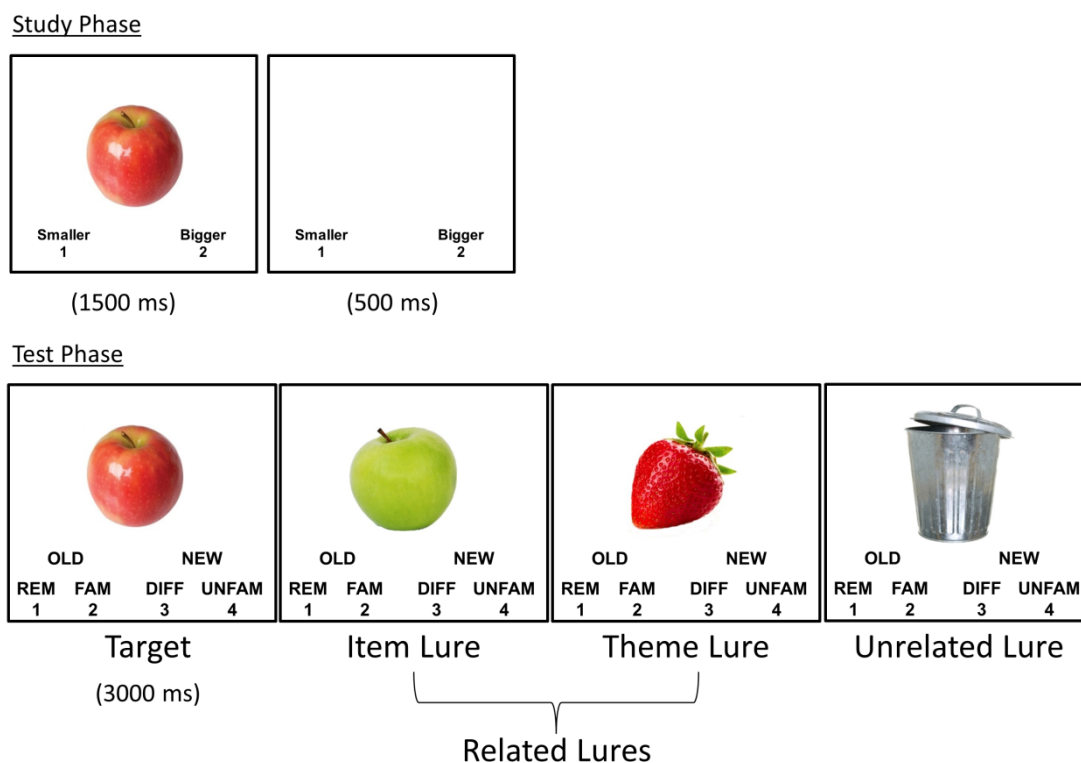 Study Phase
Smaller Bigger
1 2
Smaller Bigger
1 2
(1500 ms) (500 ms)
Test Phase
OLD NEW
REM FAM DIFF UNFAM
1 2 3 4
OLD NEW
REM FAM DIFF UNFAM
1 2 3 4
OLD NEW
REM FAM DIFF UNFAM
1 2 3 4
OLD NEW
REM FAM DIFF UNFAM
1 2 3 4
Target Item Lure Theme Lure Unrelated Lure
(3000 ms)
Related Lures